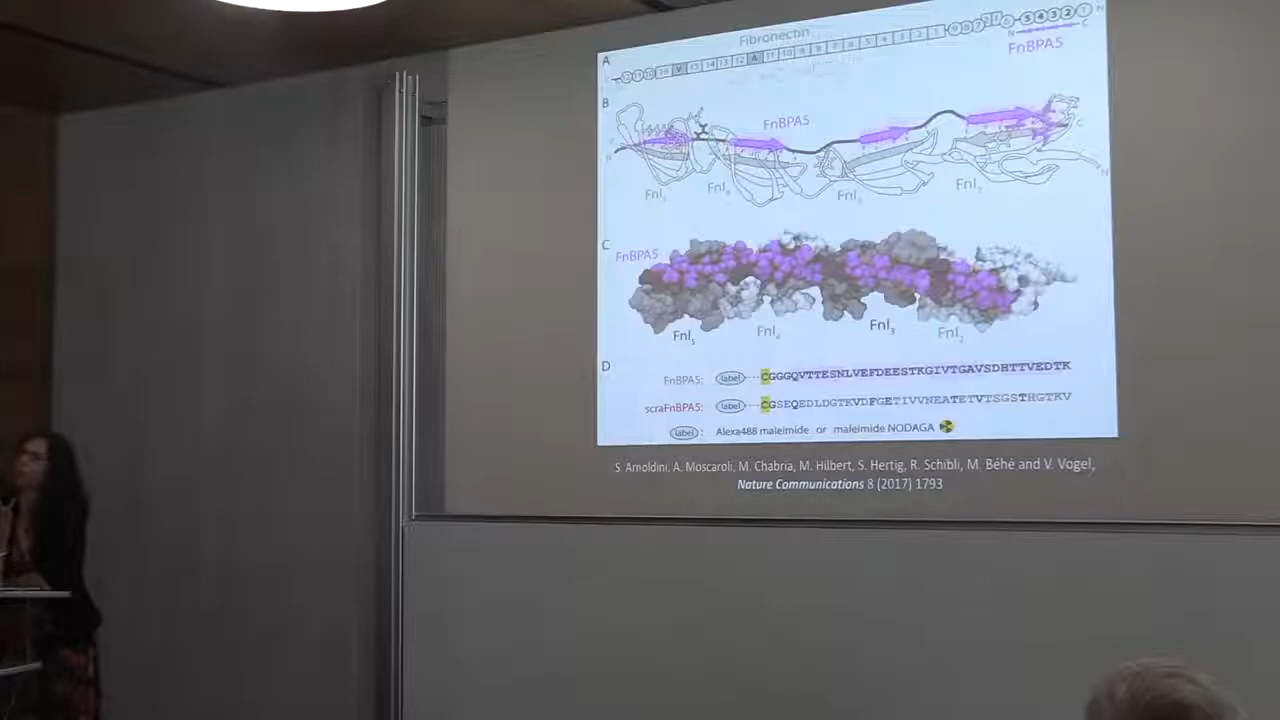 Fibronectin
A
FnBPA5
B
FnBPA5
FnI₅
FnI₄
FnI₃
FnI₂
C
FnBPA5
FnI₅
FnI₄
FnI₃
FnI₂
D
FnBPA5: label CGGGQVTTESNLVEFDEESTKGIVTGAVSDHTTVEDTK
scraFnBPA5: label CGSEQEDLDGTKVDFGETIVVNEATETVTSGSTHGTKV
label : Alexa488 maleimide or maleimide NODAGA
S. Arnoldini, A. Moscaroli, M. Chabria, M. Hilbert, S. Hertig, R. Schibli, M. Béhé and V. Vogel,
Nature Communications 8 (2017) 1793